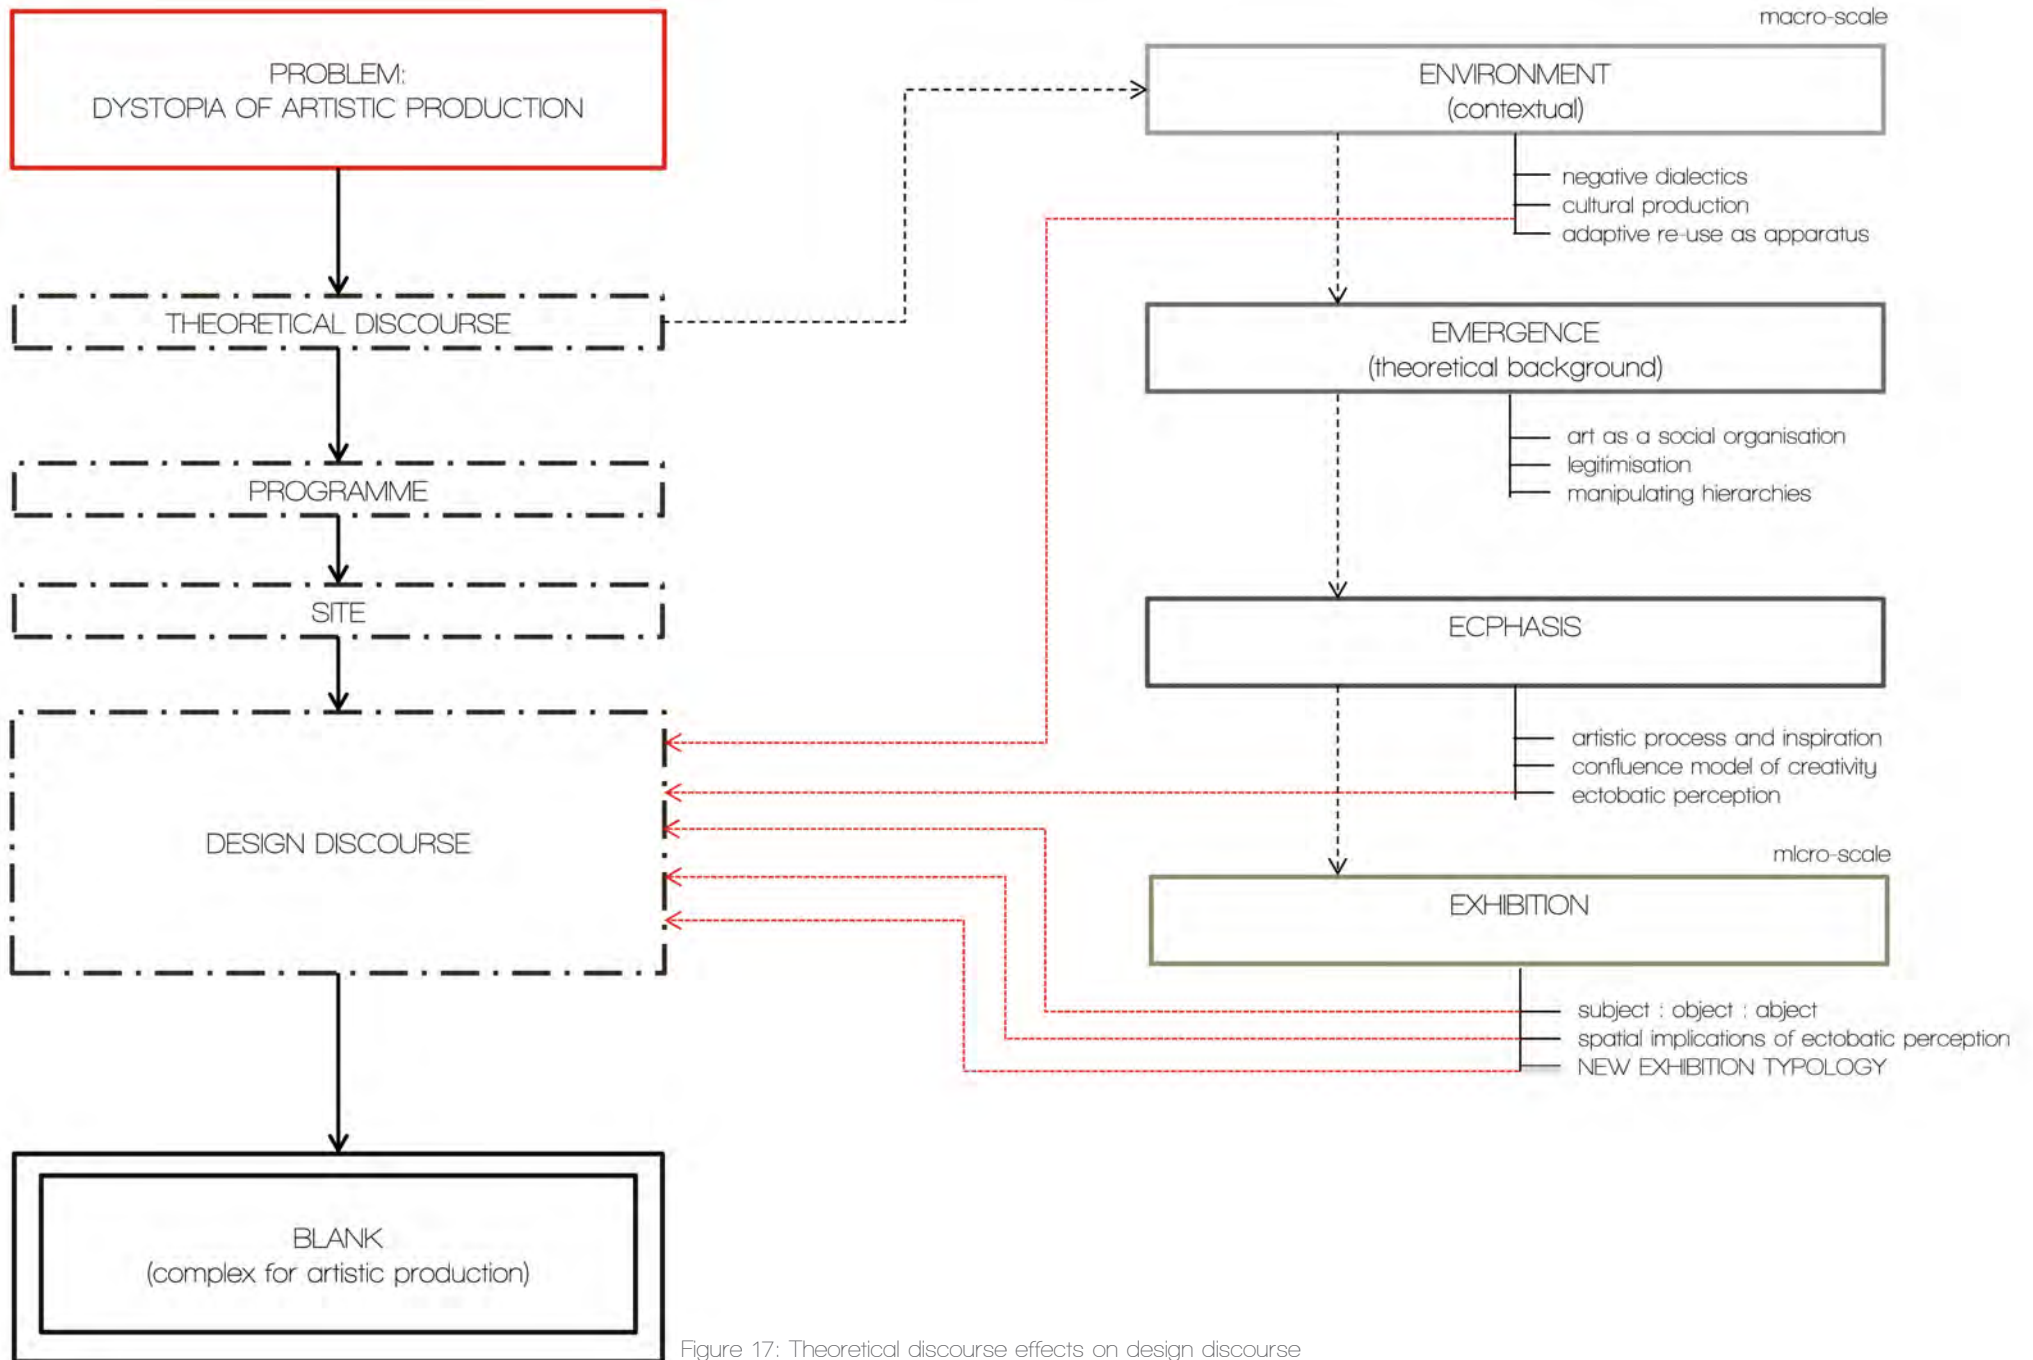 PROBLEM:
DYSTOPIA OF ARTISTIC PRODUCTION
THEORETICAL DISCOURSE
PROGRAMME
SITE
DESIGN DISCOURSE
BLANK
(complex for artistic production)
macro-scale
ENVIRONMENT
(contextual)
negative dialectics
cultural production
adaptive re-use as apparatus
EMERGENCE
(theoretical background)
art as a social organisation
legitimisation
manipulating hierarchies
ECPHASIS
artistic process and inspiration
confluence model of creativity
ectobatic perception
micro-scale
EXHIBITION
subject : object : abject
spatial implications of ectobatic perception
NEW EXHIBITION TYPOLOGY
Figure 17: Theoretical discourse effects on design discourse